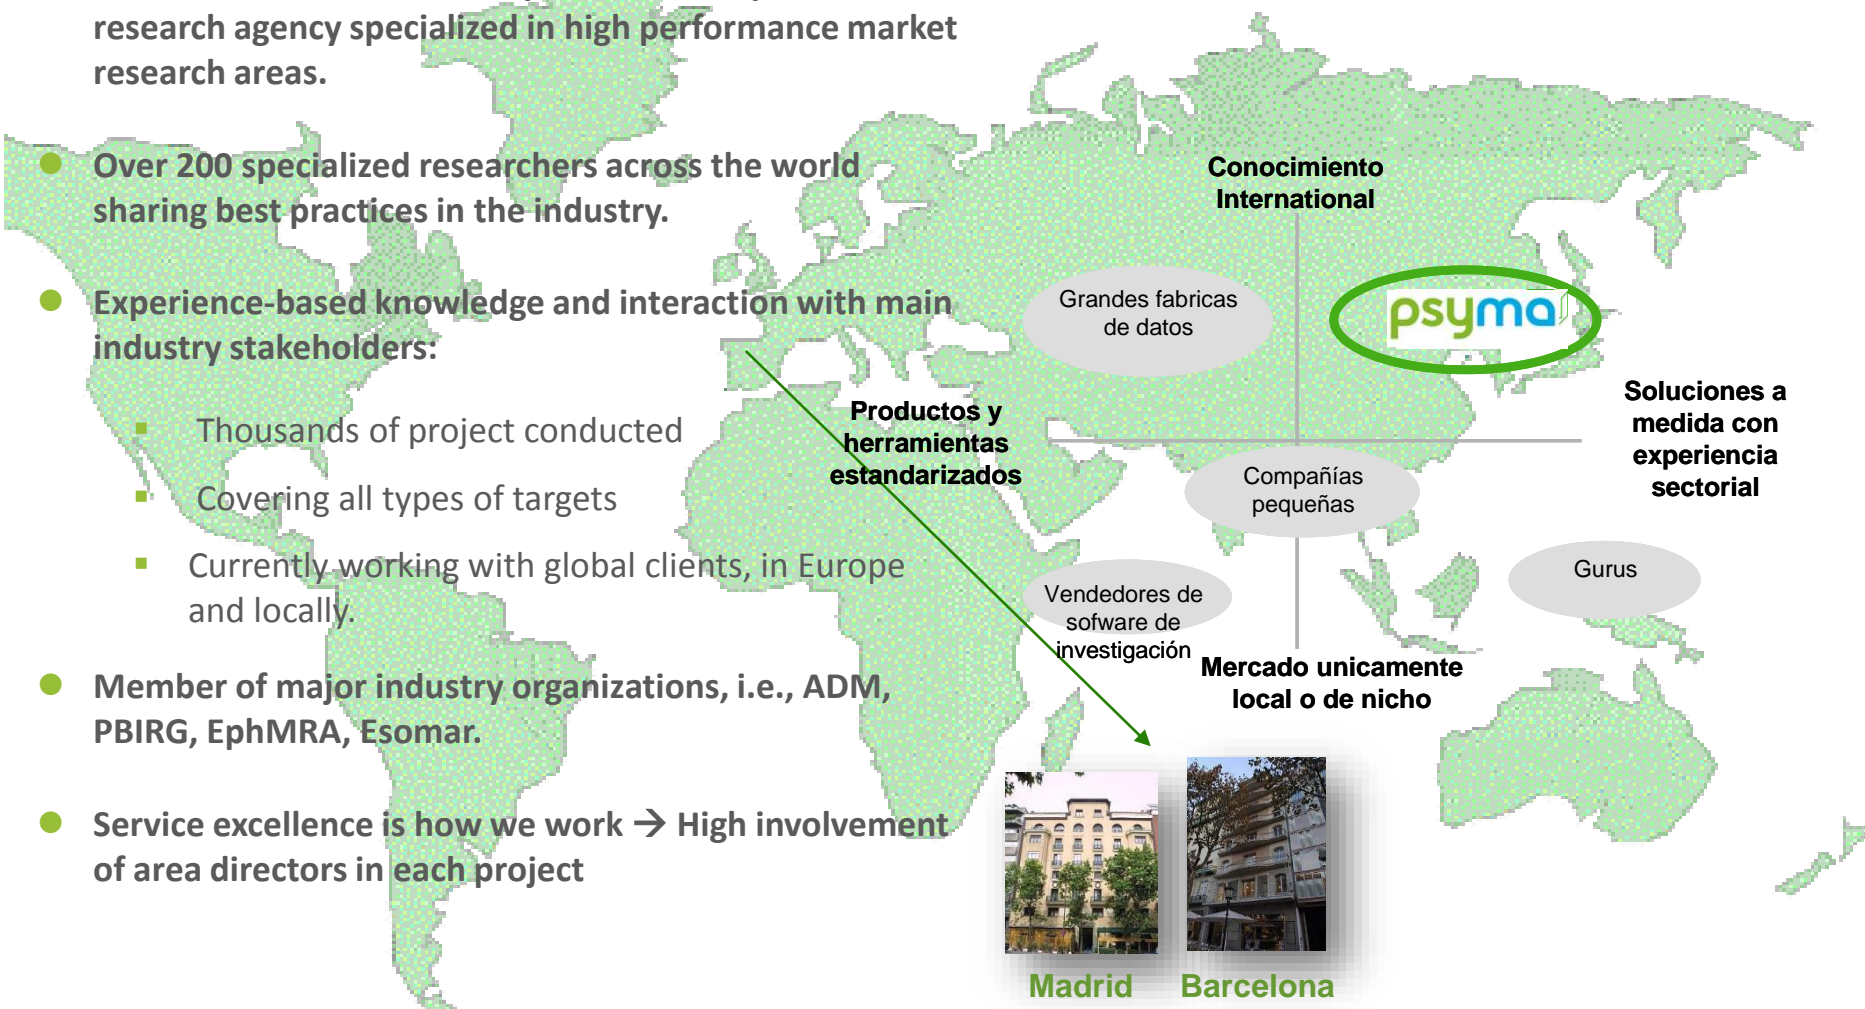 research agency specialized in high performance market
research areas.
Over 200 specialized researchers across the world
sharing best practices in the industry.
Experience-based knowledge and interaction with main
industry stakeholders:
Thousands of project conducted
Covering all types of targets
Currently working with global clients, in Europe
and locally.
Member of major industry organizations, i.e., ADM,
PBIRG, EphMRA, Esomar.
Service excellence is how we work → High involvement
of area directors in each project
Conocimiento
International
Grandes fabricas
de datos
psyma
Productos y
herramientas
estandarizados
Soluciones a
medida con
experiencia
sectorial
Compañías
pequeñas
Vendedores de
sofware de
investigación
Gurus
Mercado unicamente
local o de nicho
Madrid
Barcelona